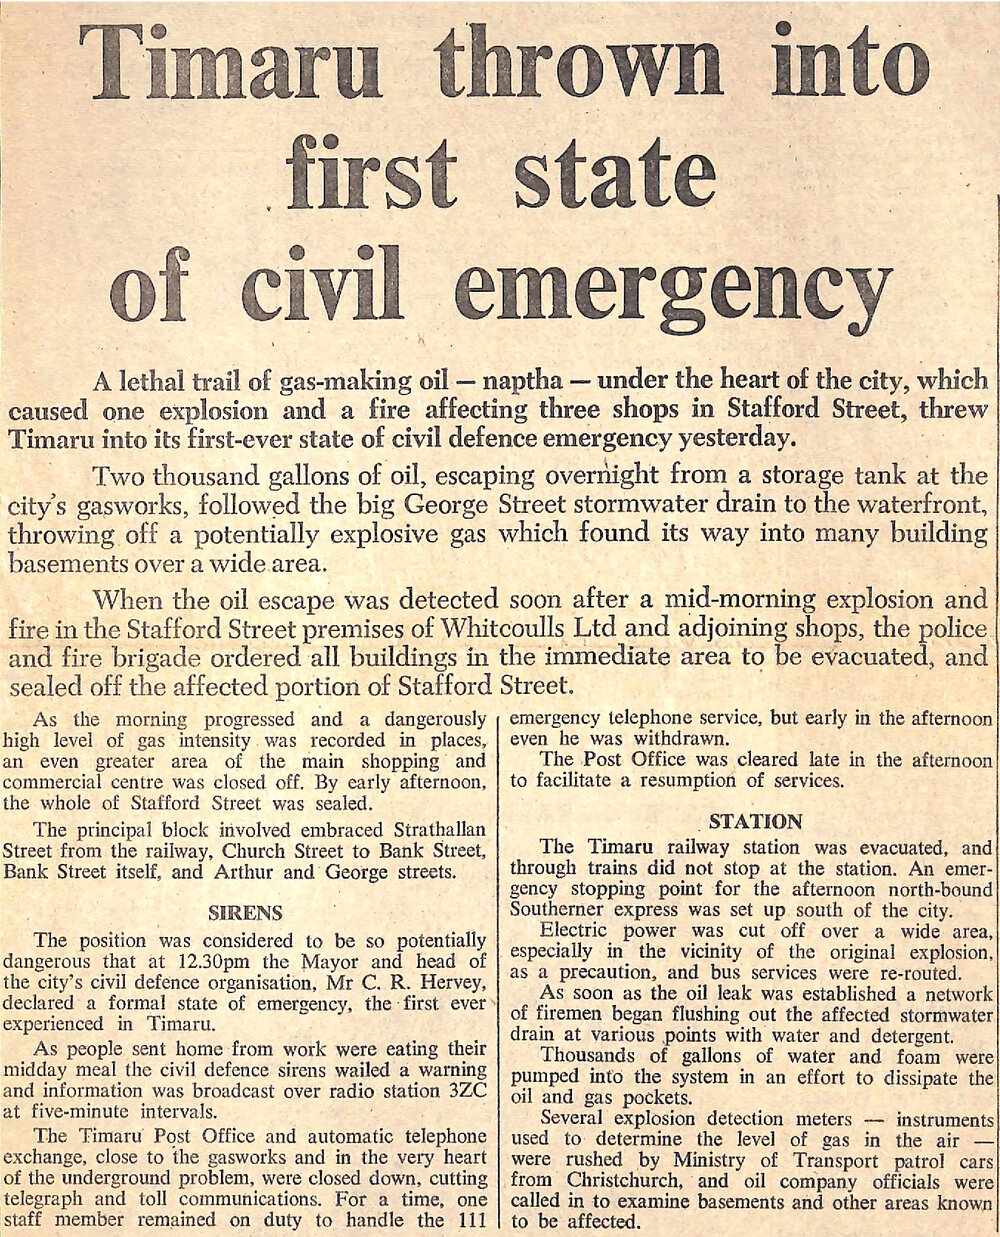 Timaru thrown into
first state
of civil emergency
A lethal trail of gas-making oil — naptha — under the heart of the city, which
caused one explosion and a fire affecting three shops in Stafford Street, threw
Timaru into its first-ever state of civil defence emergency yesterday.
Two thousand gallons of oil, escaping overnight from a storage tank at the
city's gasworks, followed the big George Street stormwater drain to the waterfront,
throwing off a potentially explosive gas which found its way into many building
basements over a wide area.
When the oil escape was detected soon after a mid-morning explosion and
fire in the Stafford Street premises of Whitcoulls Ltd and adjoining shops, the police
and fire brigade ordered all buildings in the immediate area to be evacuated, and
sealed off the affected portion of Stafford Street.
As the morning progressed and a dangerously
high level of gas intensity was recorded in places,
an even greater area of the main shopping and
commercial centre was closed off. By early afternoon,
the whole of Stafford Street was sealed.
The principal block involved embraced Strathallan
Street from the railway, Church Street to Bank Street,
Bank Street itself, and Arthur and George streets.
SIRENS
The position was considered to be so potentially
dangerous that at 12.30pm the Mayor and head of
the city's civil defence organisation, Mr C. R. Hervey,
declared a formal state of emergency, the first ever
experienced in Timaru.
As people sent home from work were eating their
midday meal the civil defence sirens wailed a warning
and information was broadcast over radio station 3ZC
at five-minute intervals.
The Timaru Post Office and automatic telephone
exchange, close to the gasworks and in the very heart
of the underground problem, were closed down, cutting
telegraph and toll communications. For a time, one
staff member remained on duty to handle the 111
emergency telephone service, but early in the afternoon
even he was withdrawn.
The Post Office was cleared late in the afternoon
to facilitate a resumption of services.
STATION
The Timaru railway station was evacuated, and
through trains did not stop at the station. An emer-
gency stopping point for the afternoon north-bound
Southerner express was set up south of the city.
Electric power was cut off over a wide area,
especially in the vicinity of the original explosion,
as a precaution, and bus services were re-routed.
As soon as the oil leak was established a network
of firemen began flushing out the affected stormwater
drain at various points with water and detergent.
Thousands of gallons of water and foam were
pumped into the system in an effort to dissipate the
oil and gas pockets.
Several explosion detection meters — instruments
used to determine the level of gas in the air —
were rushed by Ministry of Transport patrol cars
from Christchurch, and oil company officials were
called in to examine basements and other areas known
to be affected.